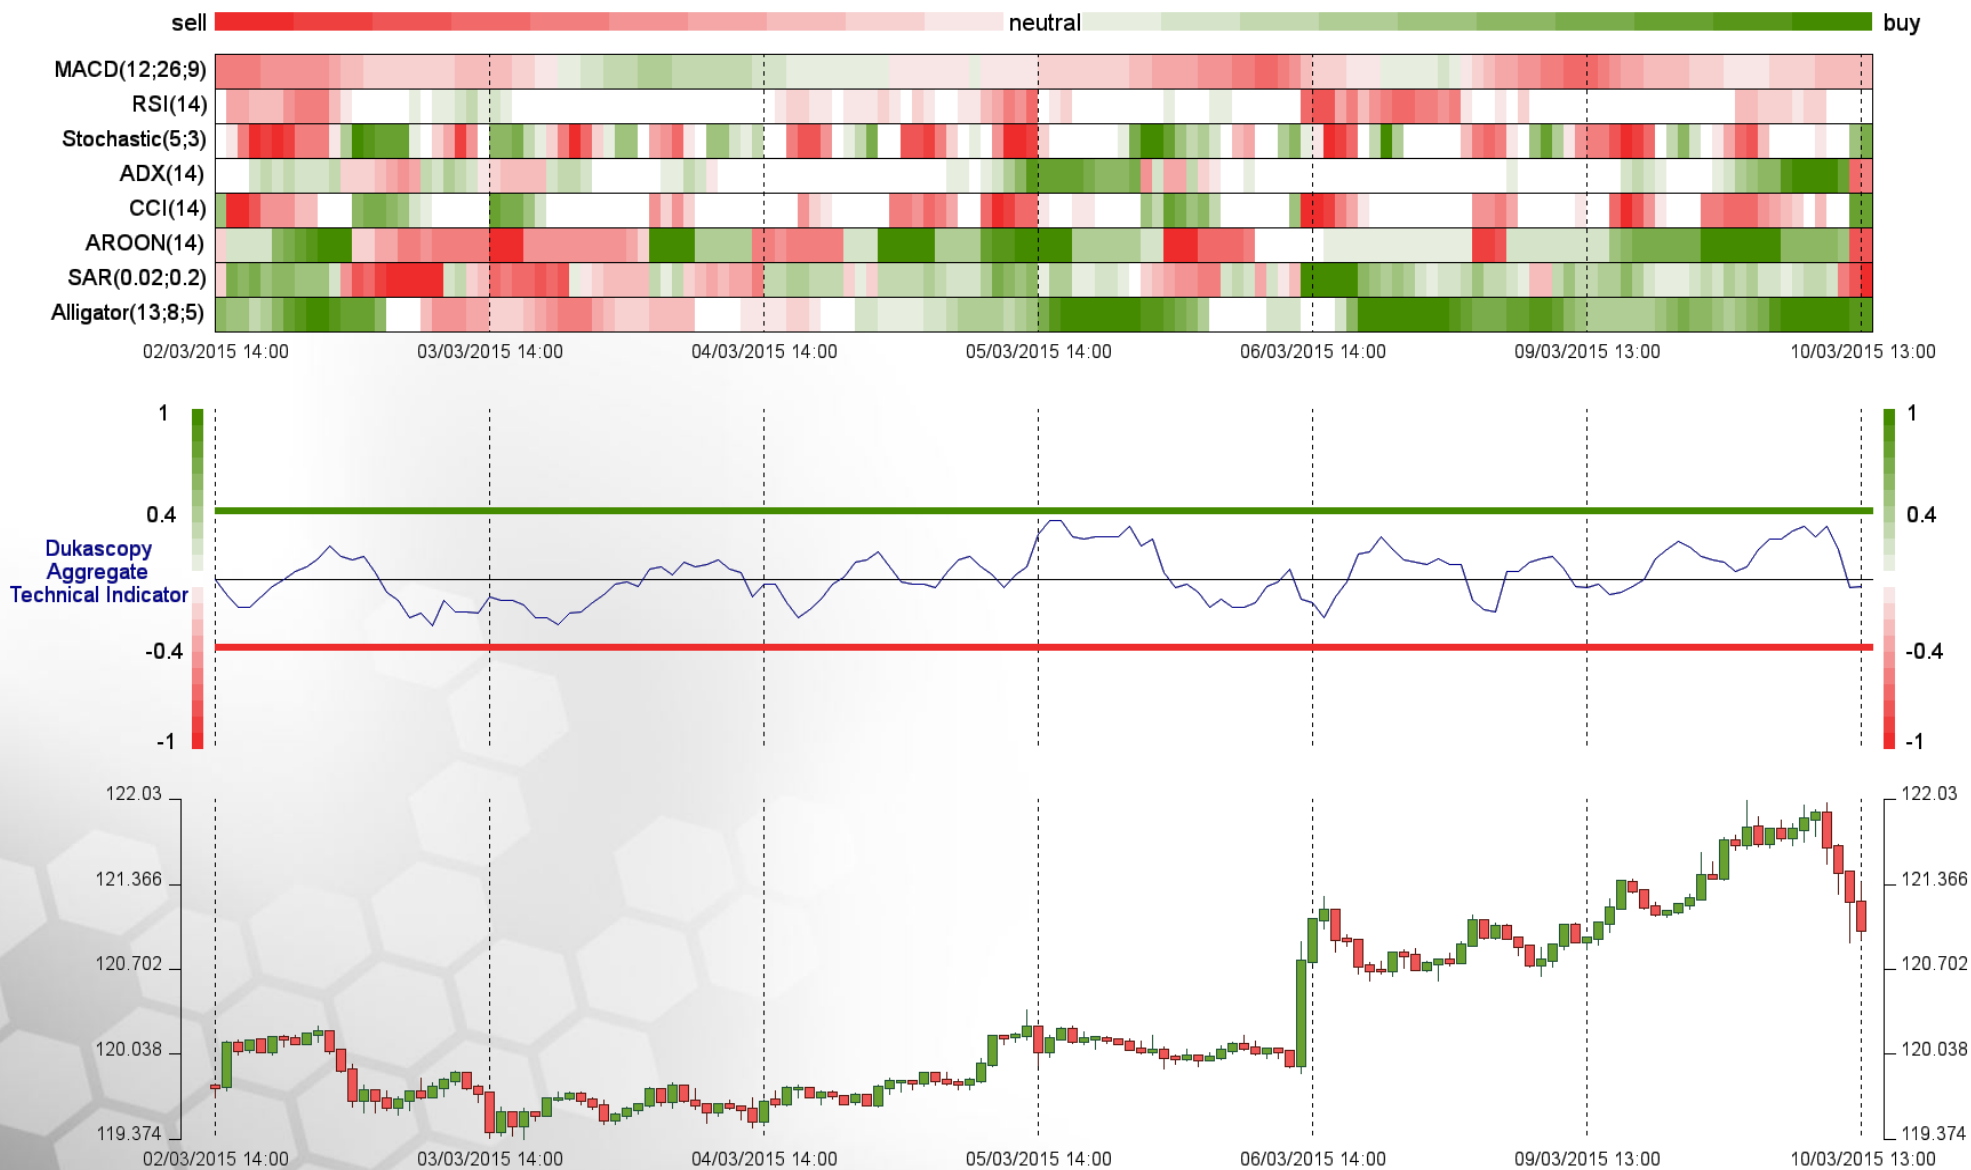 sell neutral buy
MACD(12;26;9)
RSI(14)
Stochastic(5;3)
ADX(14)
CCI(14)
AROON(14)
SAR(0.02;0.2)
Alligator(13;8;5)
02/03/2015 14:00 03/03/2015 14:00 04/03/2015 14:00 05/03/2015 14:00 06/03/2015 14:00 09/03/2015 13:00 10/03/2015 13:00
1 1
0.4 0.4
Dukascopy
Aggregate
Technical Indicator
-0.4 -0.4
-1 -1
122.03 122.03
121.366 121.366
120.702 120.702
120.038 120.038
119.374 119.374
02/03/2015 14:00 03/03/2015 14:00 04/03/2015 14:00 05/03/2015 14:00 06/03/2015 14:00 09/03/2015 13:00 10/03/2015 13:00